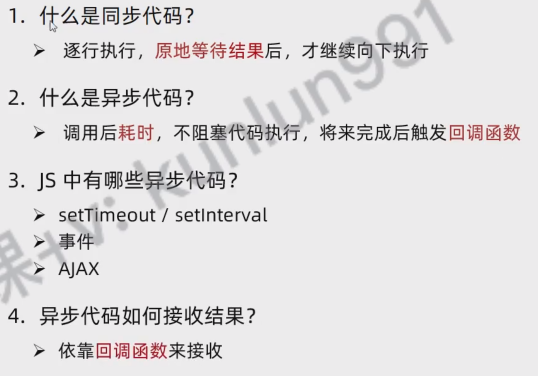 1. 什么是同步代码？
➢ 逐行执行，原地等待结果后，才继续向下执行
2. 什么是异步代码？
➢ 调用后耗时，不阻塞代码执行，将来完成后触发回调函数
3. JS 中有哪些异步代码？
➢ setTimeout / setInterval
➢ 事件
➢ AJAX
4. 异步代码如何接收结果？
➢ 依靠回调函数来接收
课+v: kunlun991